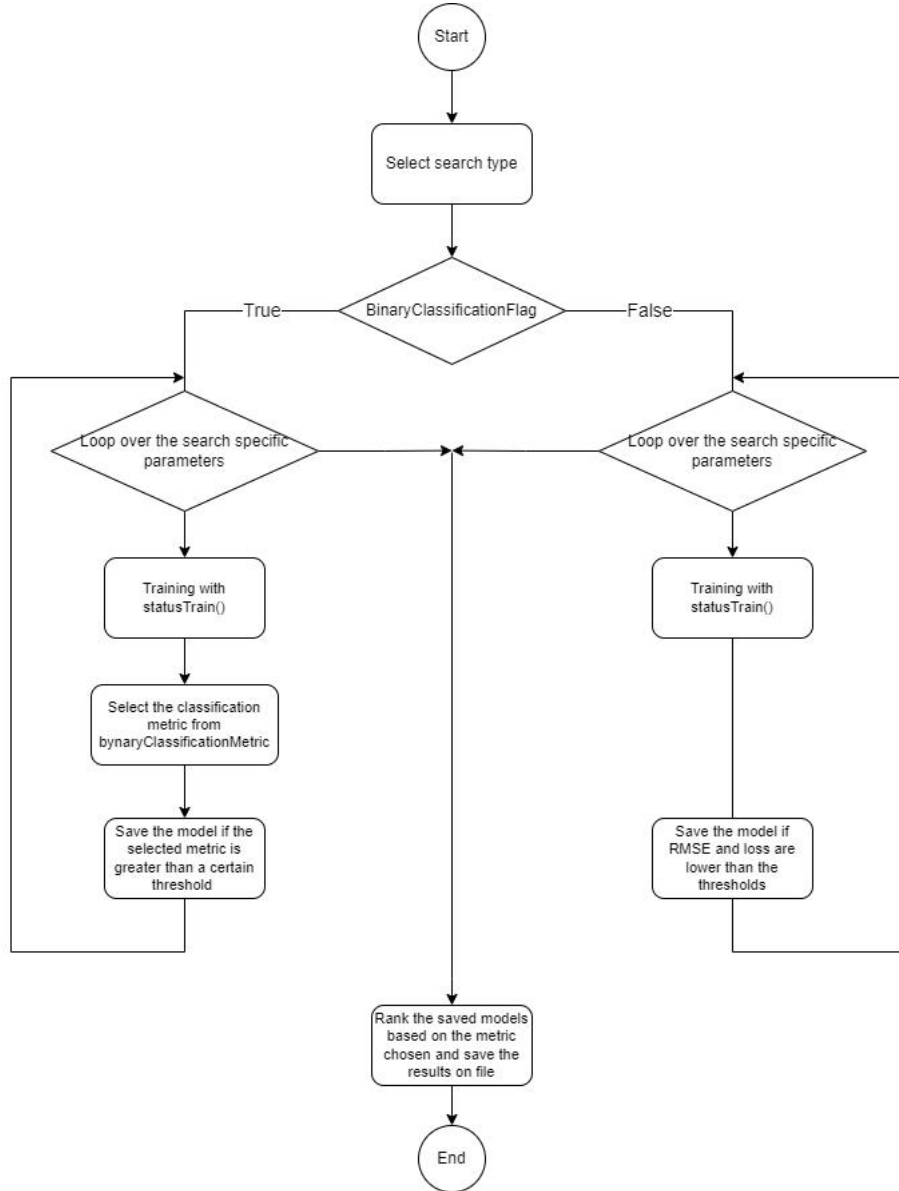 Start
Select search type
True
BinaryClassificationFlag
False
Loop over the search specific
parameters
Loop over the search specific
parameters
Training with
statusTrain()
Training with
statusTrain()
Select the classification
metric from
bynaryClassificationMetric
Save the model if the
selected metric is
greater than a certain
threshold
Save the model if
RMSE and loss are
lower than the
thresholds
Rank the saved models
based on the metric
chosen and save the
results on file
End